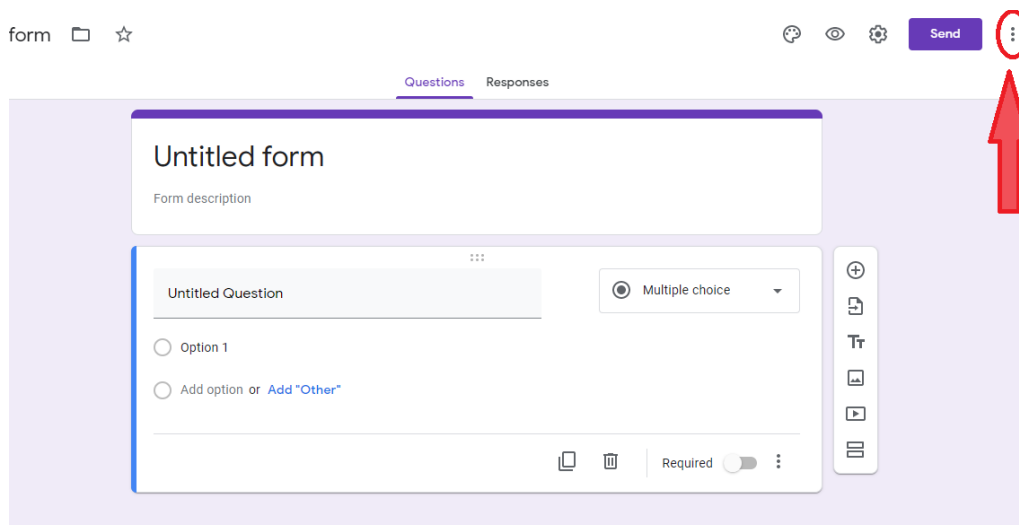 form
Send
Questions Responses
Untitled form
Form description
Untitled Question
Multiple choice
Option 1
Add option or Add "Other"
Required